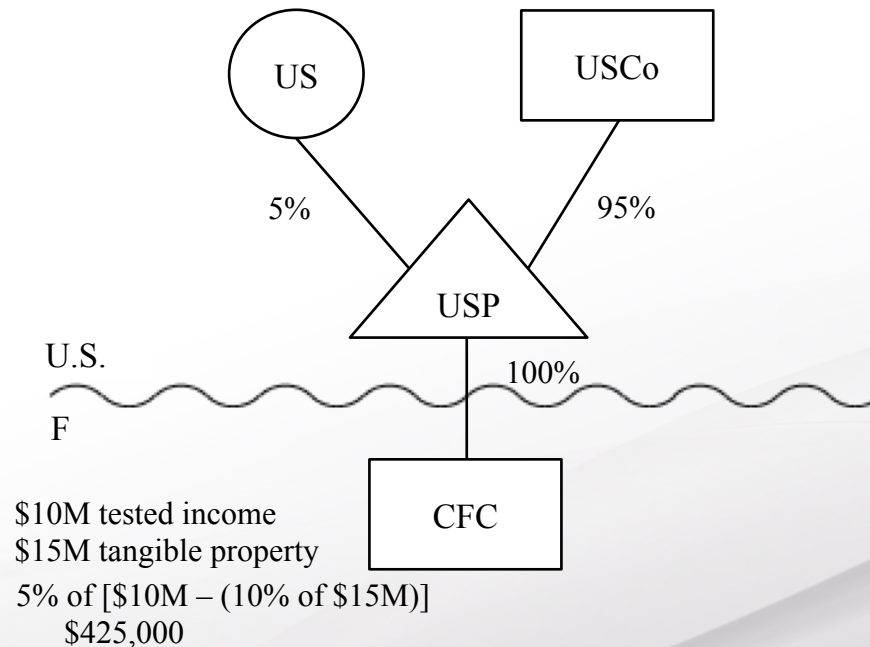 US
USCo
5%
95%
USP
U.S.
100%
F
$10M tested income
$15M tangible property
CFC
5% of [$10M – (10% of $15M)]
$425,000